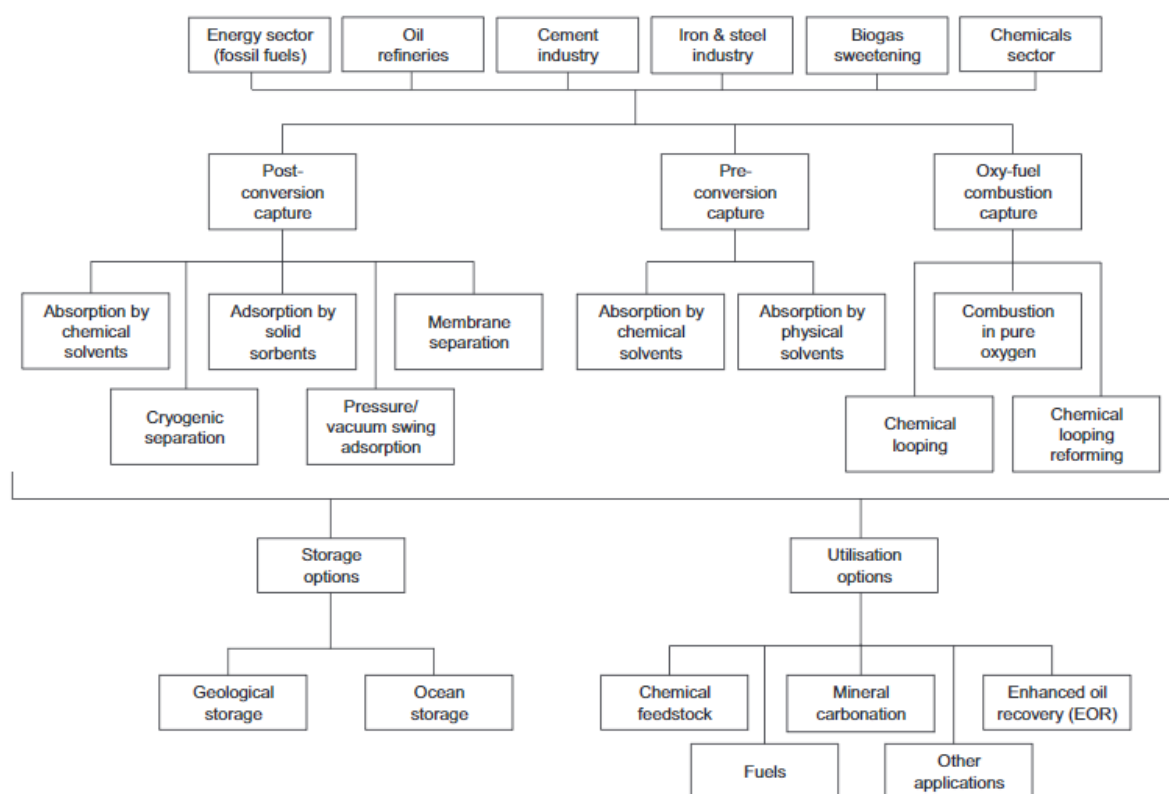 Energy sector
(fossil fuels)
Oil
refineries
Cement
industry
Iron & steel
industry
Biogas
sweetening
Chemicals
sector
Post-
conversion
capture
Pre-
conversion
capture
Oxy-fuel
combustion
capture
Absorption by
chemical
solvents
Adsorption by
solid
sorbents
Membrane
separation
Absorption by
chemical
solvents
Absorption by
physical
solvents
Combustion
in pure
oxygen
Cryogenic
separation
Pressure/
vacuum swing
adsorption
Chemical
looping
Chemical
looping
reforming
Storage
options
Utilisation
options
Geological
storage
Ocean
storage
Chemical
feedstock
Mineral
carbonation
Enhanced oil
recovery (EOR)
Fuels
Other
applications